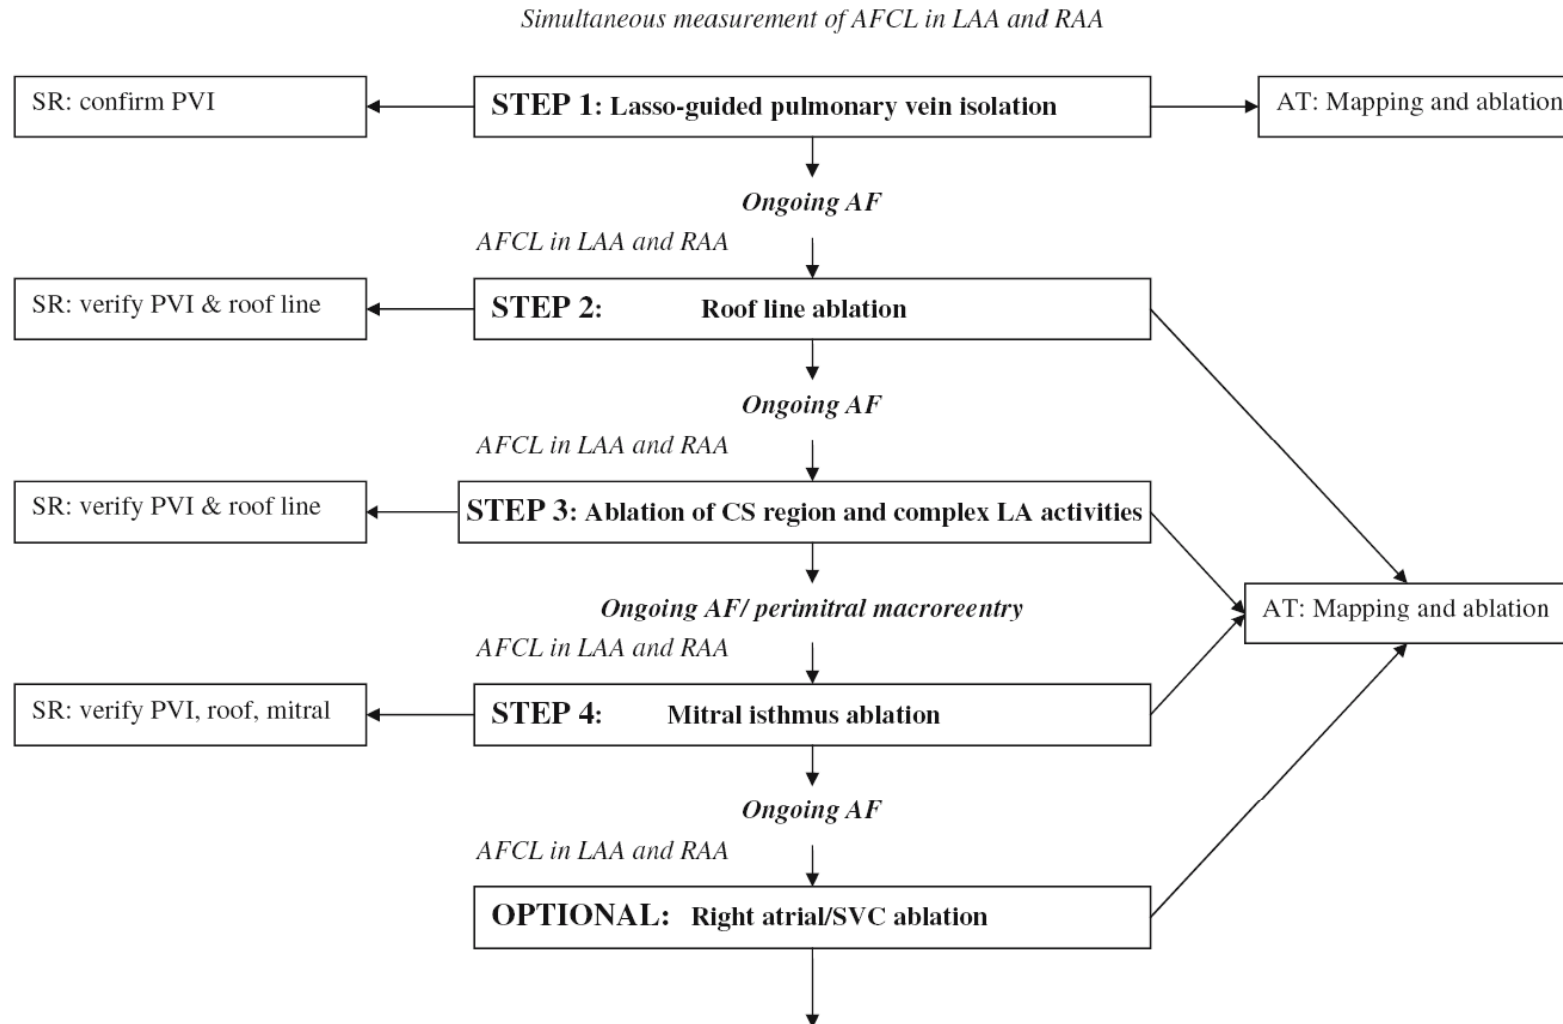 Simultaneous measurement of AFCL in LAA and RAA
SR: confirm PVI
STEP 1: Lasso-guided pulmonary vein isolation
AT: Mapping and ablation
Ongoing AF
AFCL in LAA and RAA
SR: verify PVI & roof line
STEP 2: Roof line ablation
Ongoing AF
AFCL in LAA and RAA
SR: verify PVI & roof line
STEP 3: Ablation of CS region and complex LA activities
Ongoing AF/ perimitral macroreentry
AT: Mapping and ablation
AFCL in LAA and RAA
SR: verify PVI, roof, mitral
STEP 4: Mitral isthmus ablation
Ongoing AF
AFCL in LAA and RAA
OPTIONAL: Right atrial/SVC ablation